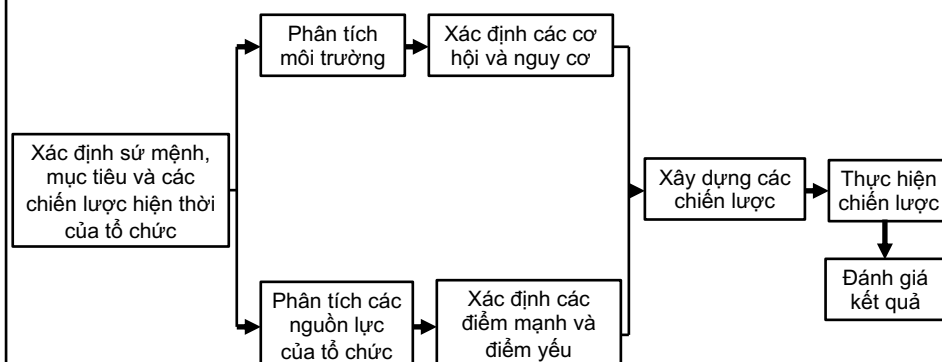 Phân tích
môi trường
Xác định các cơ
hội và nguy cơ
Xác định sứ mệnh,
mục tiêu và các
chiến lược hiện thời
của tổ chức
Xây dựng các
chiến lược
Thực hiện
chiến lược
Đánh giá
kết quả
Phân tích các
nguồn lực
của tổ chức
Xác định các
điểm mạnh và
điểm yếu